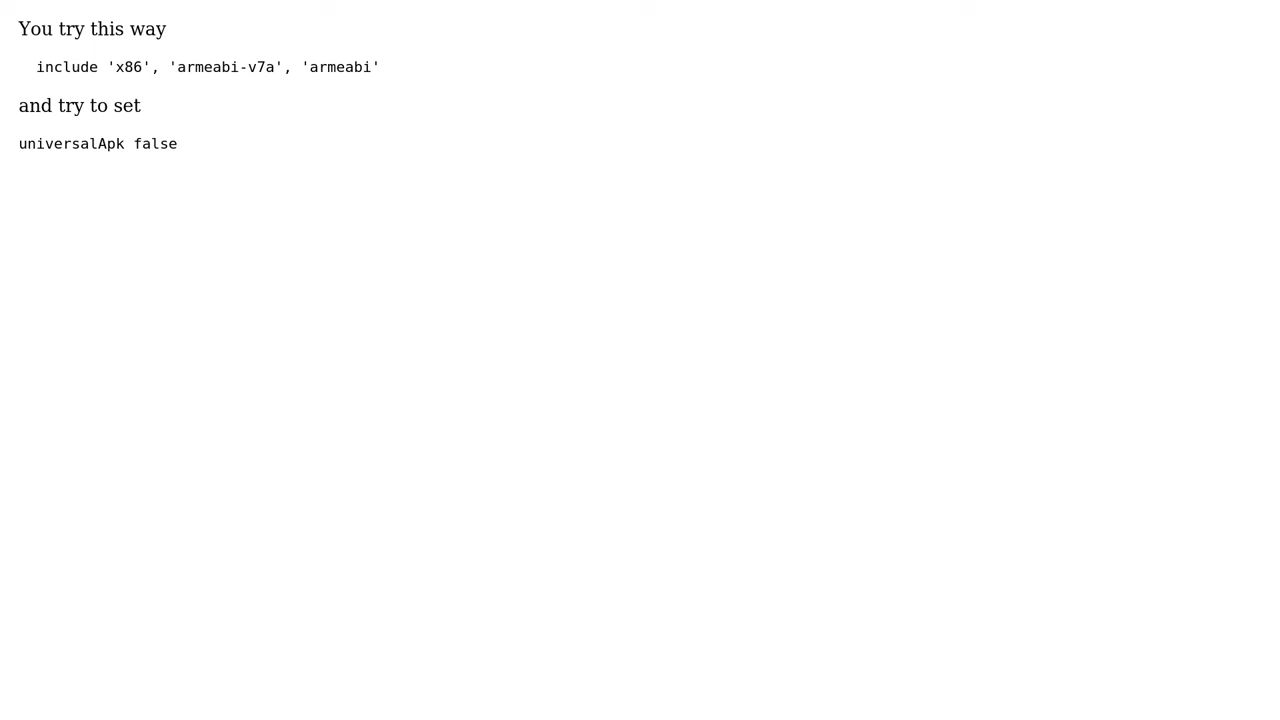 You try this way
  include 'x86', 'armeabi-v7a', 'armeabi'
and try to set
universalApk false